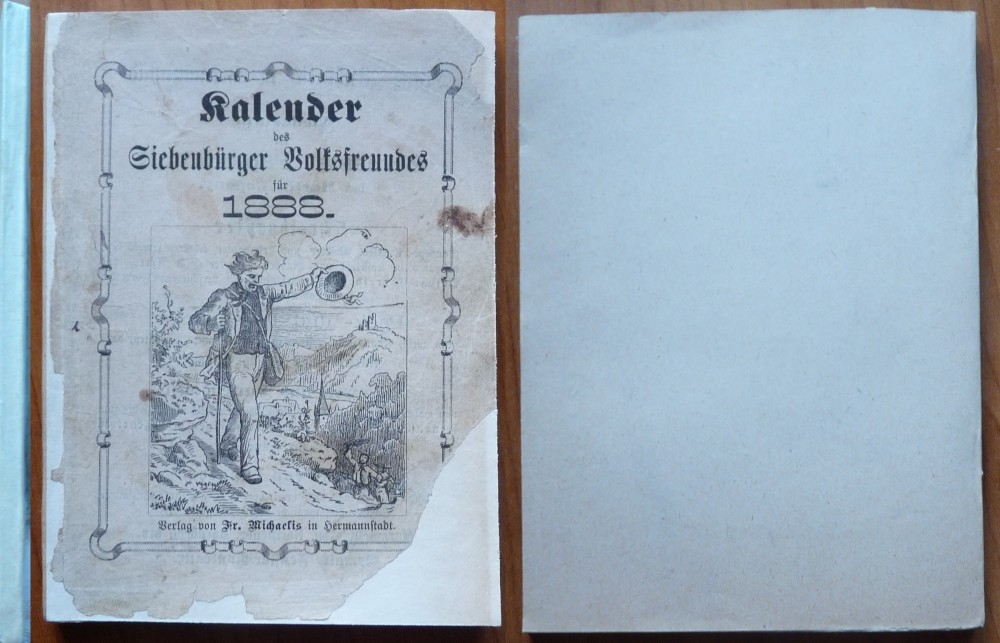 Kalender
des
Siebenbürger Volksfreundes
für
1888.
Verlag von Fr. Michaelis in Hermannstadt.